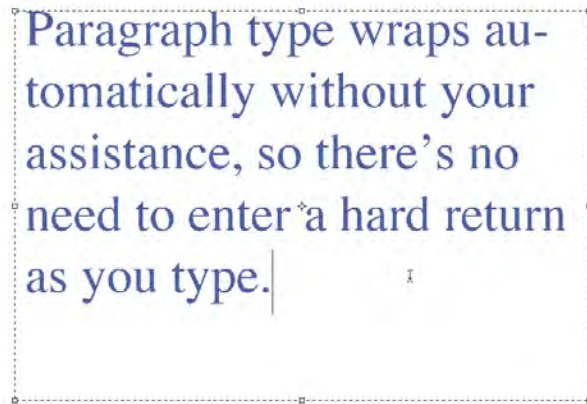 Paragraph type wraps au-
tomatically without your
assistance, so there’s no
need to enter a hard return
as you type.